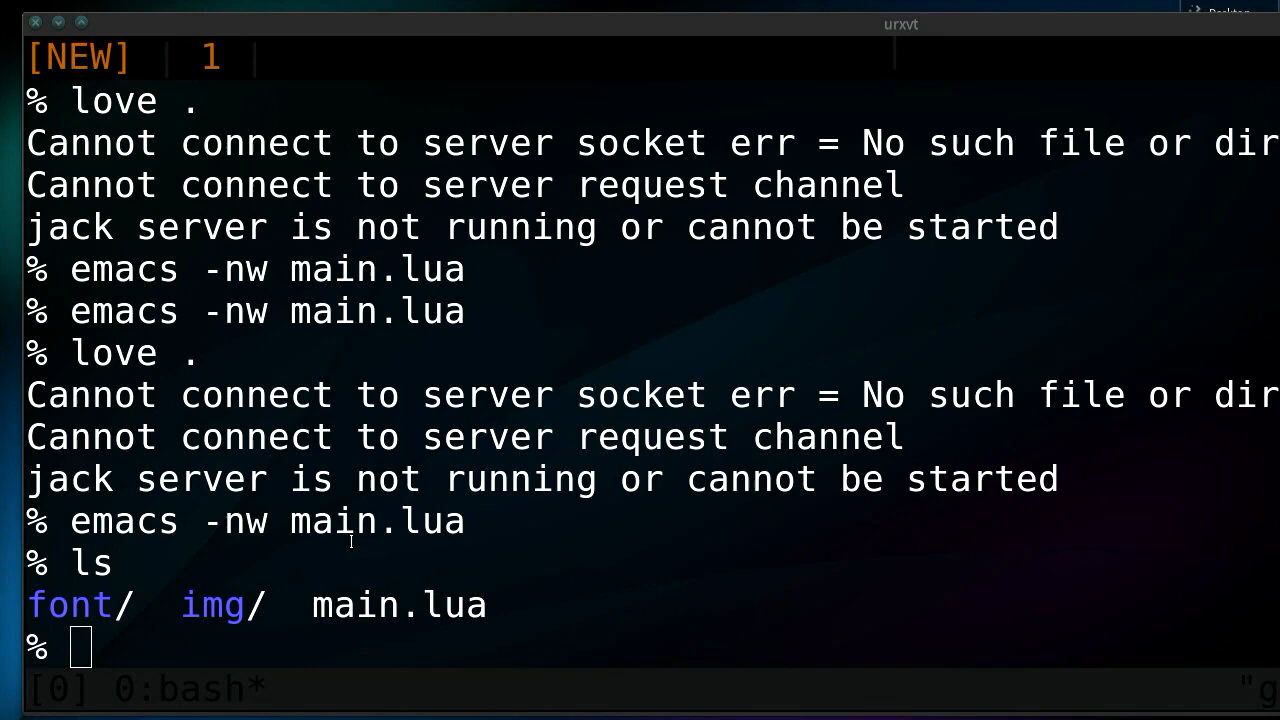 urxvt
[NEW] | 1 |
% love .
Cannot connect to server socket err = No such file or dir
Cannot connect to server request channel
jack server is not running or cannot be started
% emacs -nw main.lua
% emacs -nw main.lua
% love .
Cannot connect to server socket err = No such file or dir
Cannot connect to server request channel
jack server is not running or cannot be started
% emacs -nw main.lua
% ls
font/  img/  main.lua
%
[0] 0:bash* "g